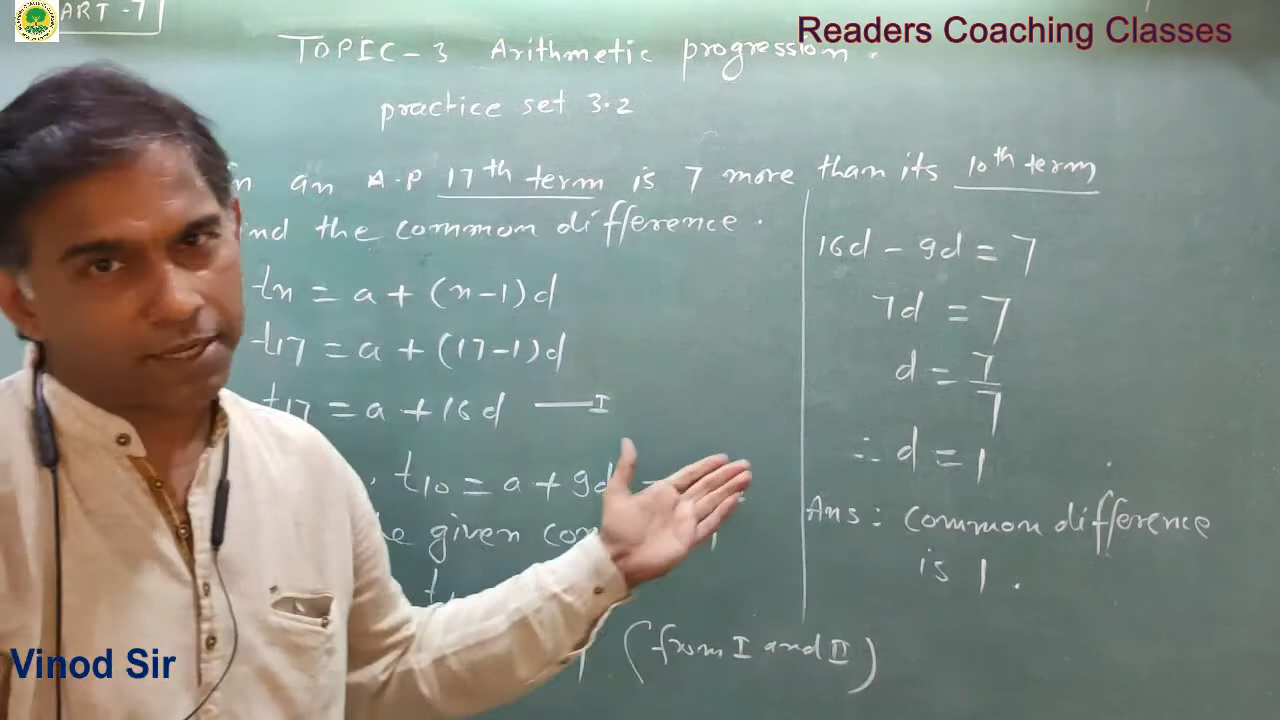 ART-7
Readers Coaching Classes
TOPIC-3 Arithmetic progression.
practice set 3.2
an A.P 17th term is 7 more than its 10th term
the common difference.
tn = a + (n-1)d
t17 = a + (17-1)d
t17 = a + 16d — I
t10 = a + 9d
given
(from I and II)
16d - 9d = 7
7d = 7
d = 7/7
∴ d = 1
Ans: common difference
is 1.
Vinod Sir